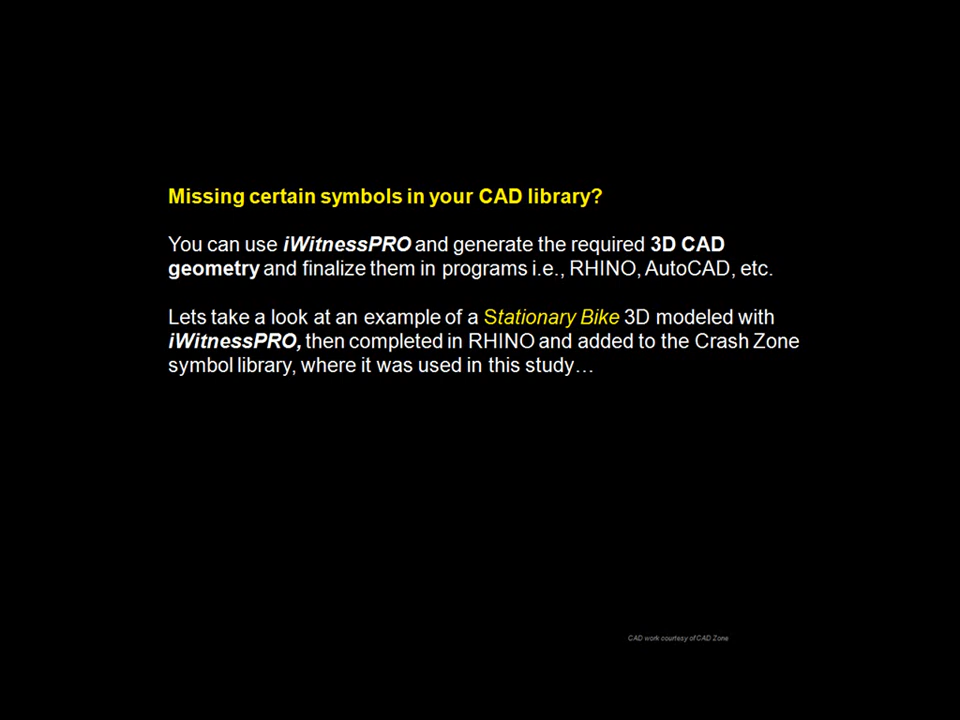 Missing certain symbols in your CAD library?
You can use iWitnessPRO and generate the required 3D CAD
geometry and finalize them in programs i.e., RHINO, AutoCAD, etc.
Lets take a look at an example of a Stationary Bike 3D modeled with
iWitnessPRO, then completed in RHINO and added to the Crash Zone
symbol library, where it was used in this study…
CAD work courtesy of CAD Zone